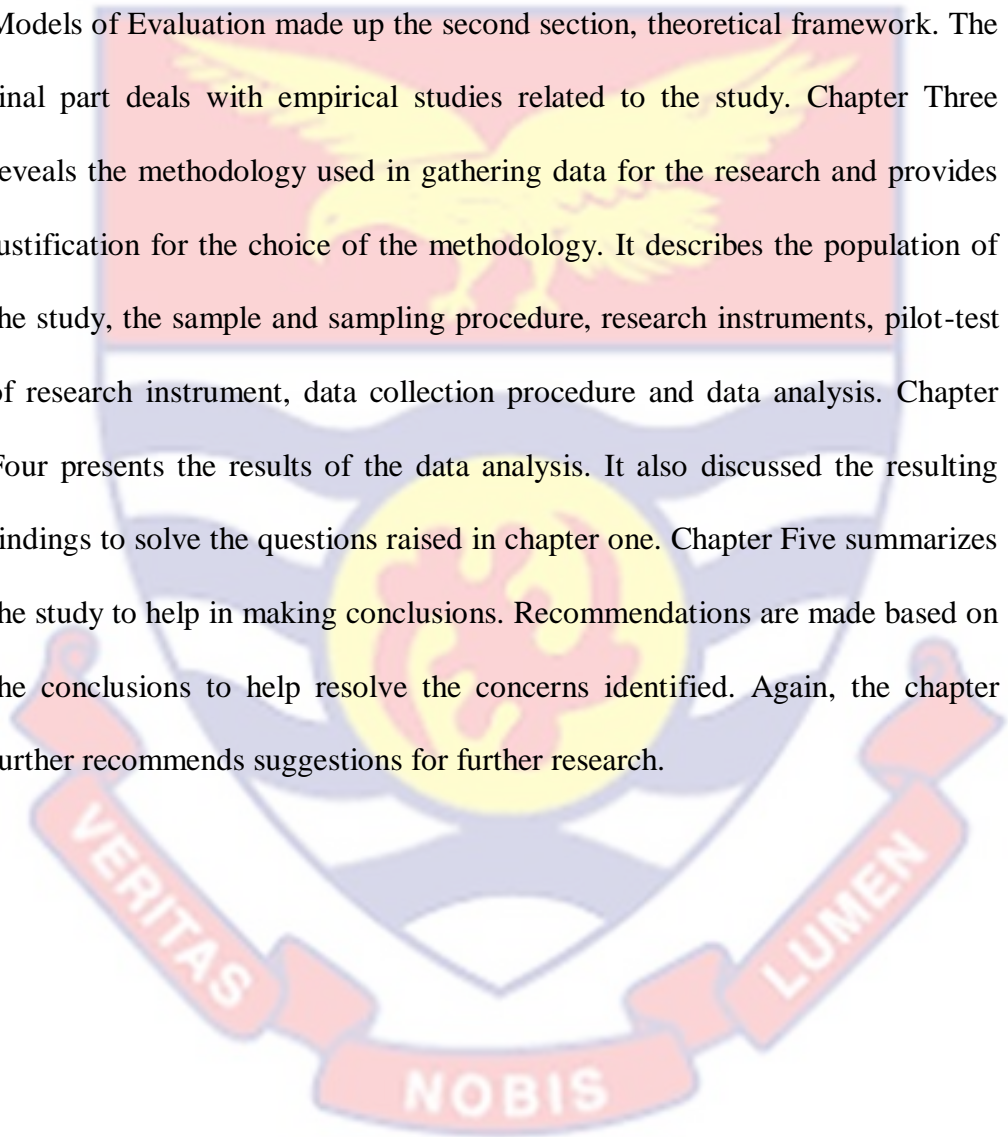 Models of Evaluation made up the second section, theoretical framework. The
final part deals with empirical studies related to the study. Chapter Three
reveals the methodology used in gathering data for the research and provides
justification for the choice of the methodology. It describes the population of
the study, the sample and sampling procedure, research instruments, pilot-test
of research instrument, data collection procedure and data analysis. Chapter
Four presents the results of the data analysis. It also discussed the resulting
findings to solve the questions raised in chapter one. Chapter Five summarizes
the study to help in making conclusions. Recommendations are made based on
the conclusions to help resolve the concerns identified. Again, the chapter
further recommends suggestions for further research.
VERITAS
NOBIS
LUMEN